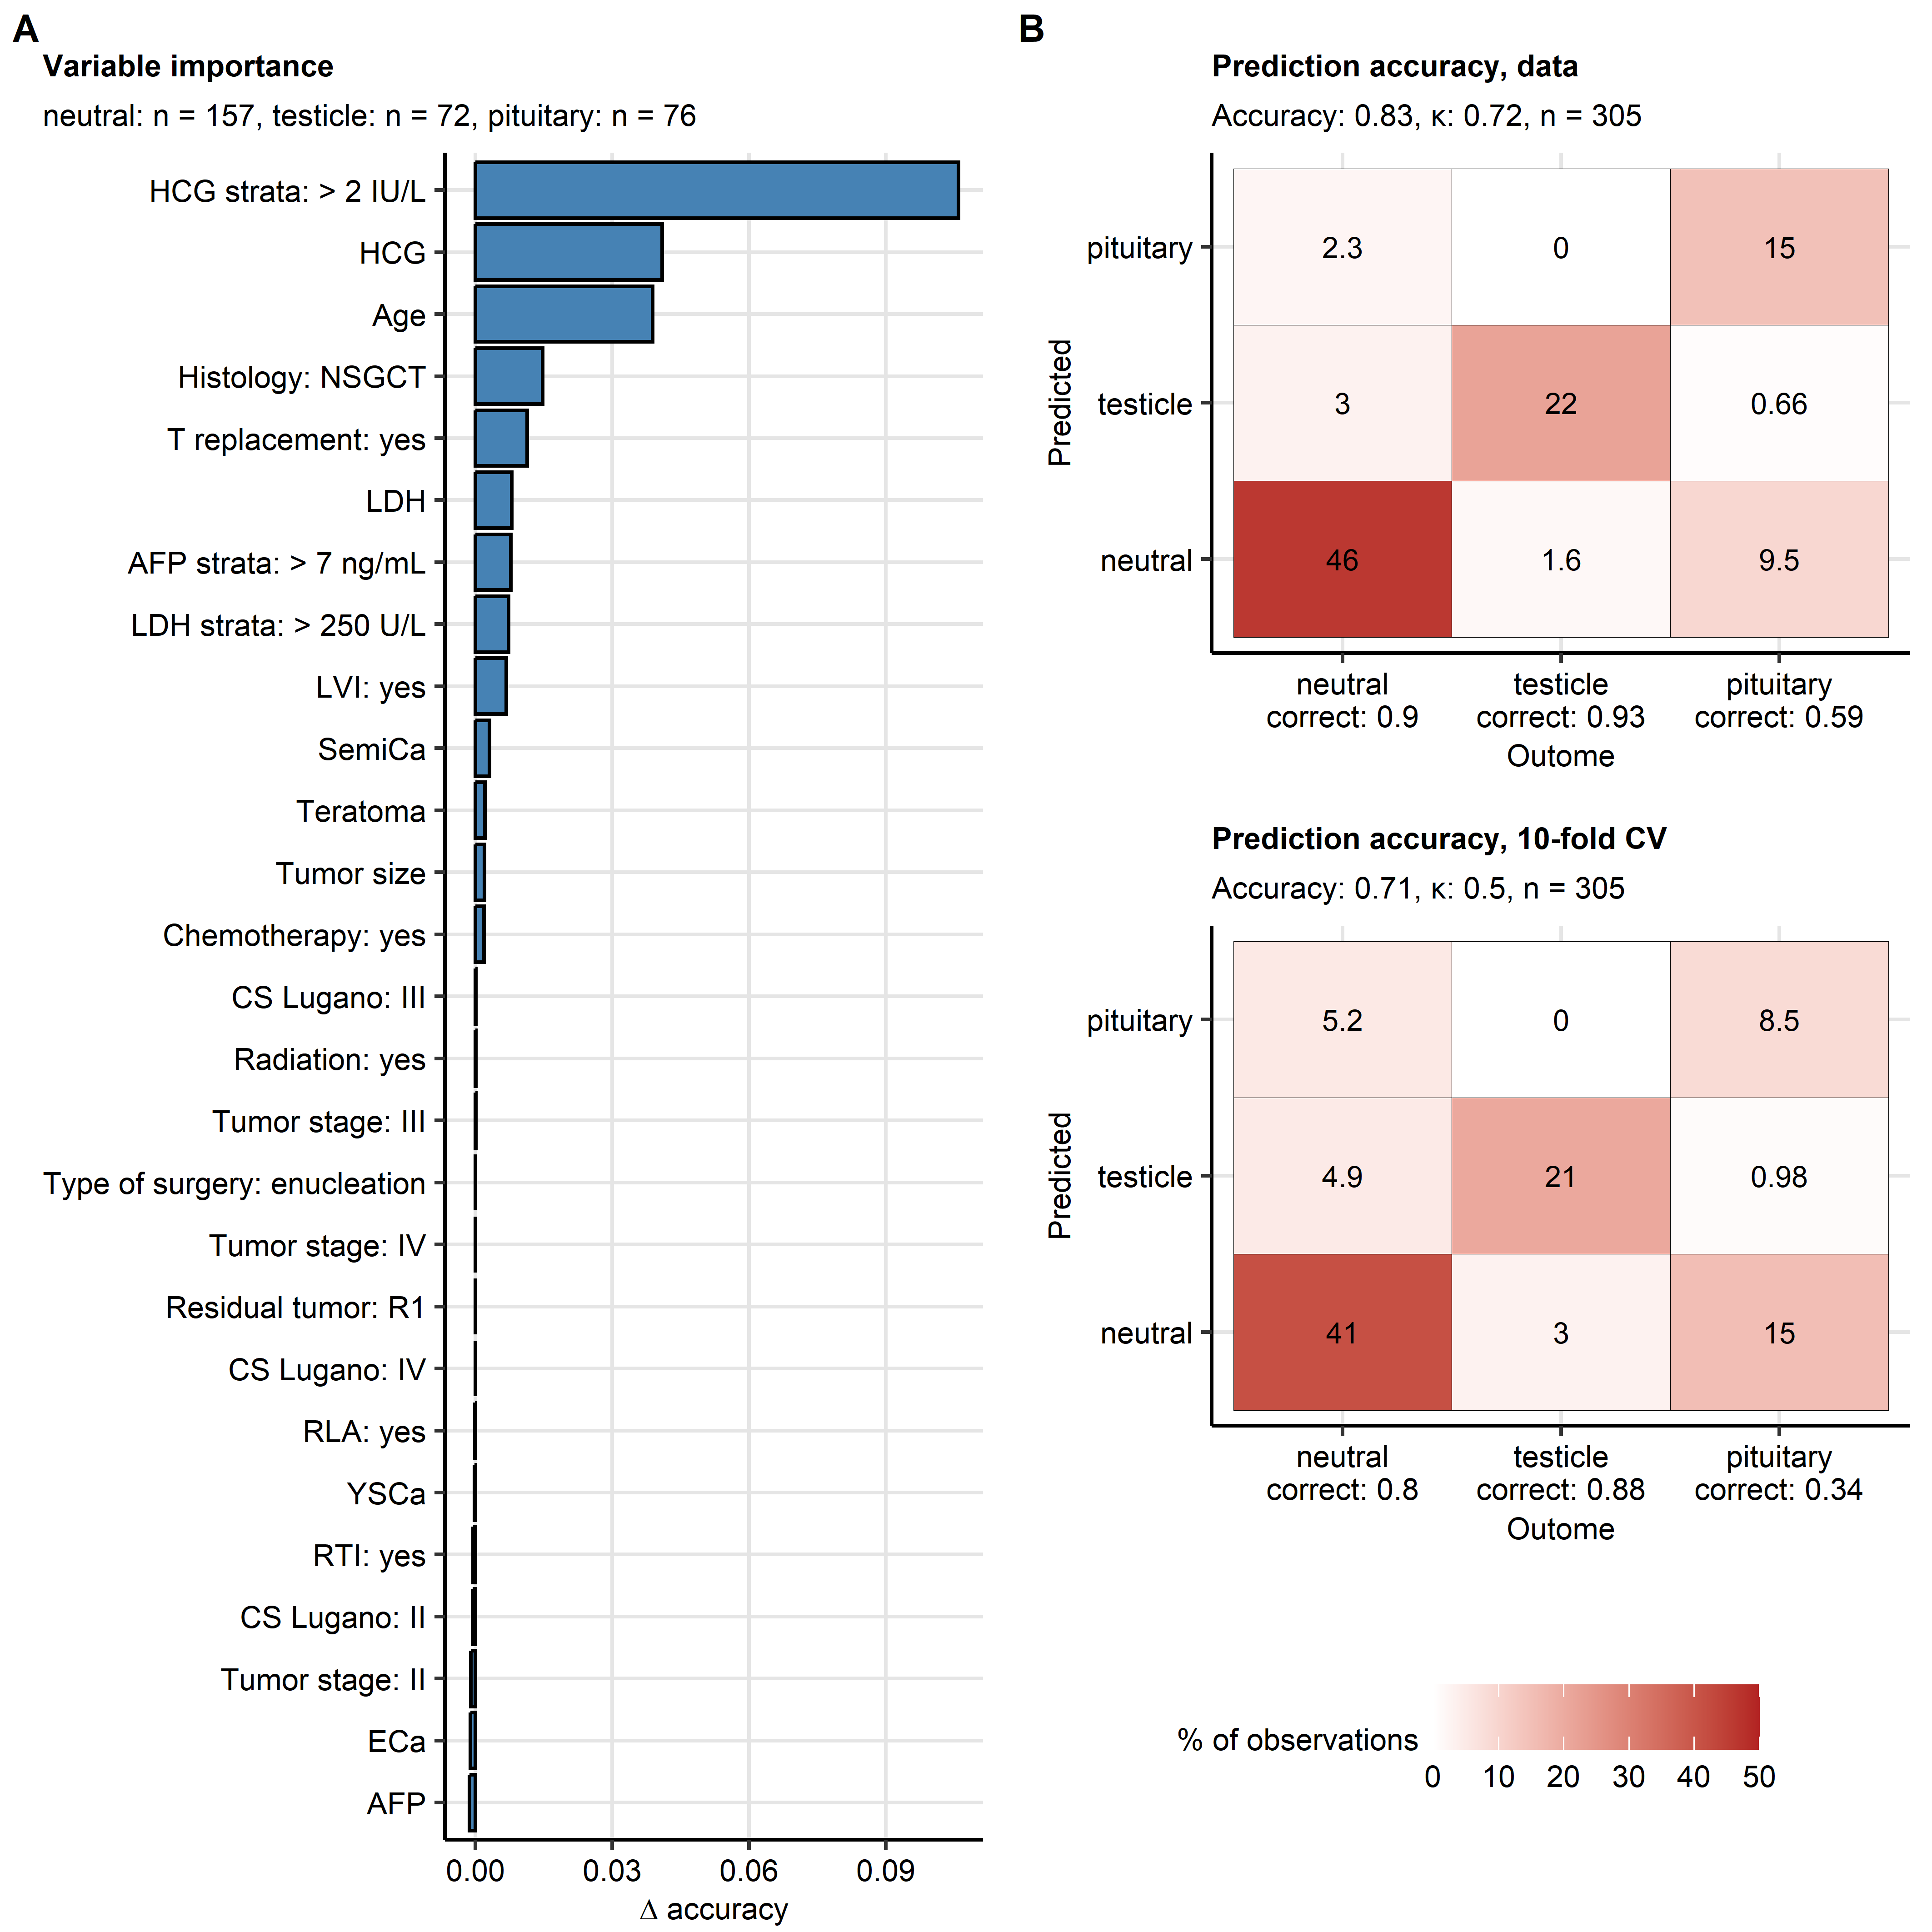 A
Variable importance
neutral: n = 157, testicle: n = 72, pituitary: n = 76
HCG strata: > 2 IU/L
HCG
Age
Histology: NSGCT
T replacement: yes
LDH
AFP strata: > 7 ng/mL
LDH strata: > 250 U/L
LVI: yes
SemiCa
Teratoma
Tumor size
Chemotherapy: yes
CS Lugano: III
Radiation: yes
Tumor stage: III
Type of surgery: enucleation
Tumor stage: IV
Residual tumor: R1
CS Lugano: IV
RLA: yes
YSCa
RTI: yes
CS Lugano: II
Tumor stage: II
ECa
AFP
0.00 0.03 0.06 0.09
Δ accuracy
B
Prediction accuracy, data
Accuracy: 0.83, κ: 0.72, n = 305
Predicted
pituitary 2.3 0 15
testicle 3 22 0.66
neutral 46 1.6 9.5
neutral testicle pituitary
correct: 0.9 correct: 0.93 correct: 0.59
Outome
Prediction accuracy, 10-fold CV
Accuracy: 0.71, κ: 0.5, n = 305
Predicted
pituitary 5.2 0 8.5
testicle 4.9 21 0.98
neutral 41 3 15
neutral testicle pituitary
correct: 0.8 correct: 0.88 correct: 0.34
Outome
% of observations
0 10 20 30 40 50